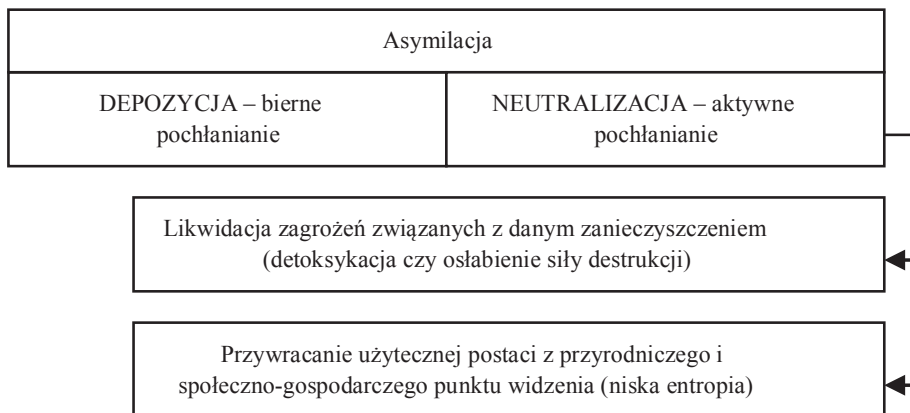 Asymilacja
DEPOZYCJA – bierne
pochłanianie
NEUTRALIZACJA – aktywne
pochłanianie
Likwidacja zagrożeń związanych z danym zanieczyszczeniem
(detoksykacja czy osłabienie siły destrukcji)
Przywracanie użytecznej postaci z przyrodniczego i
społeczno-gospodarczego punktu widzenia (niska entropia)